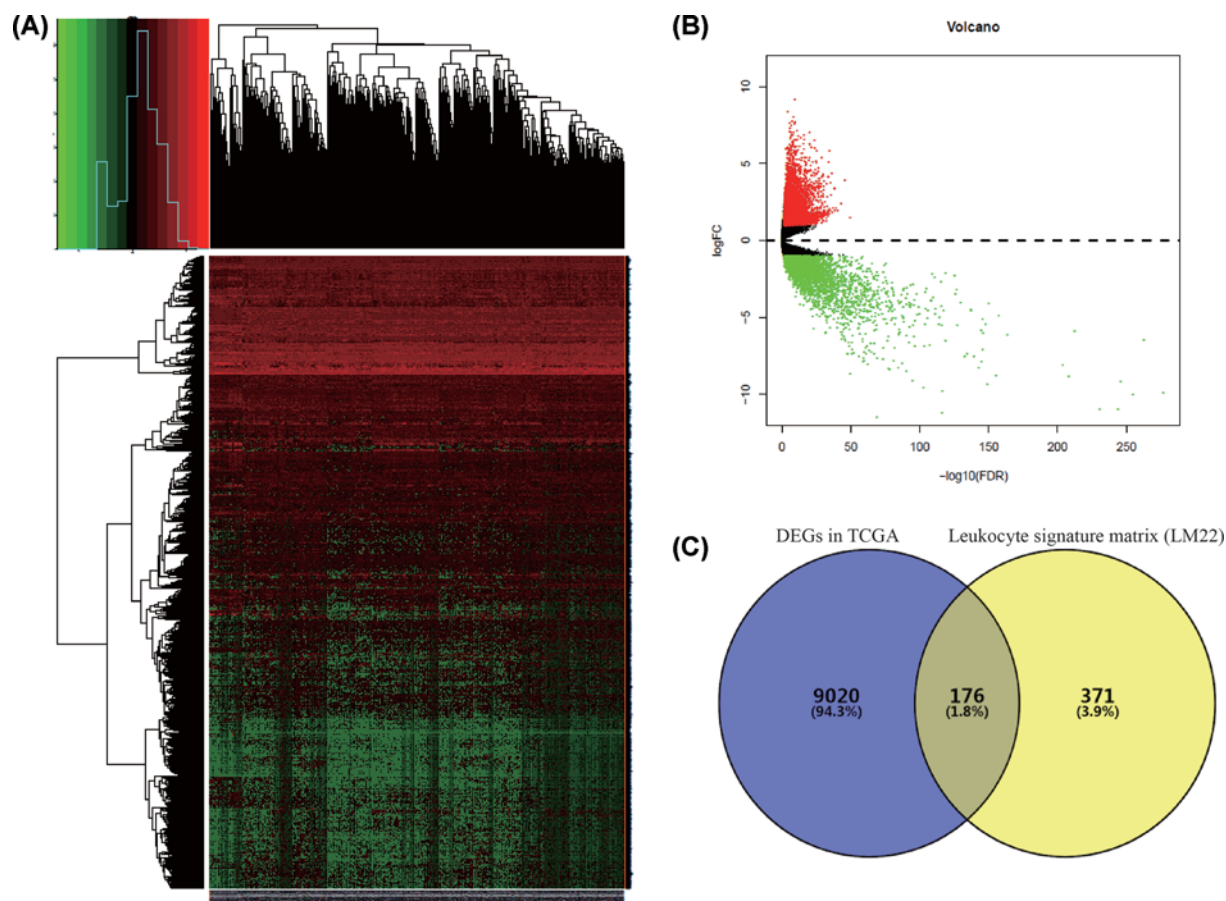 (A)
(B)
Volcano
10
5
0
−5
−10
logFC
0 50 100 150 200 250
−log10(FDR)
(C)
DEGs in TCGA
Leukocyte signature matrix (LM22)
9020
(94.3%)
176
(1.8%)
371
(3.9%)